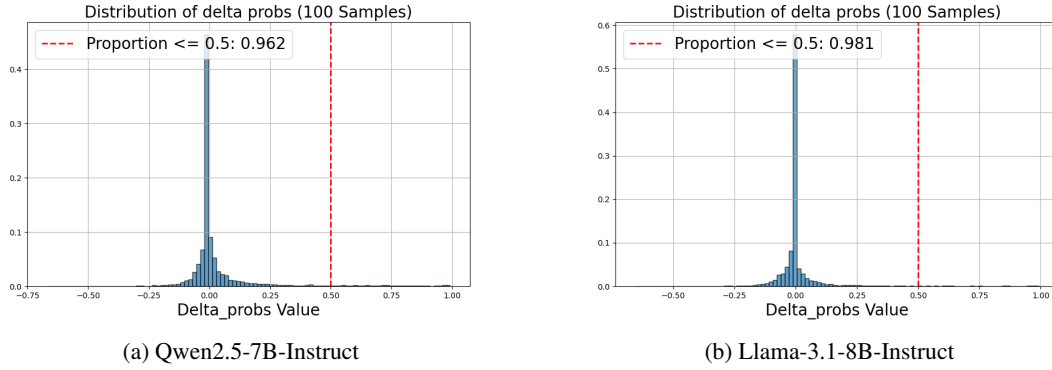 Distribution of delta probs (100 Samples)
Proportion <= 0.5: 0.962
0.4
0.3
0.2
0.1
0.0
−0.75 −0.50 −0.25 0.00 0.25 0.50 0.75 1.00
Delta_probs Value
(a) Qwen2.5-7B-Instruct
Distribution of delta probs (100 Samples)
0.6
Proportion <= 0.5: 0.981
0.5
0.4
0.3
0.2
0.1
0.0
−0.50 −0.25 0.00 0.25 0.50 0.75 1.00
Delta_probs Value
(b) Llama-3.1-8B-Instruct